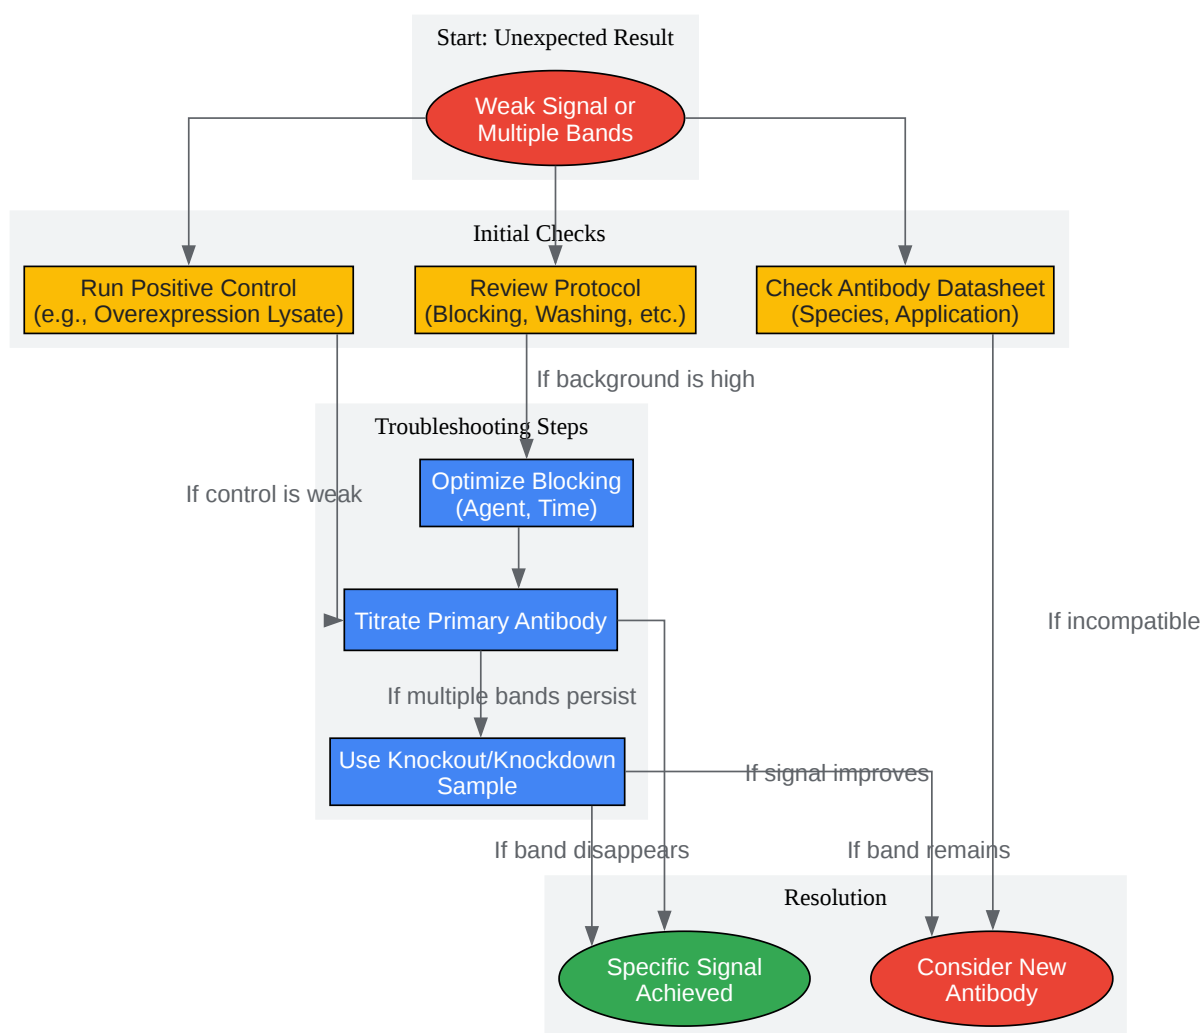 Start: Unexpected Result
Weak Signal or
Multiple Bands
Initial Checks
Run Positive Control
(e.g., Overexpression Lysate)
Review Protocol
(Blocking, Washing, etc.)
Check Antibody Datasheet
(Species, Application)
If background is high
Troubleshooting Steps
Optimize Blocking
(Agent, Time)
If control is weak
Titrate Primary Antibody
If incompatible
If multiple bands persist
Use Knockout/Knockdown
Sample
If signal improves
If band disappears
If band remains
Resolution
Specific Signal
Achieved
Consider New
Antibody